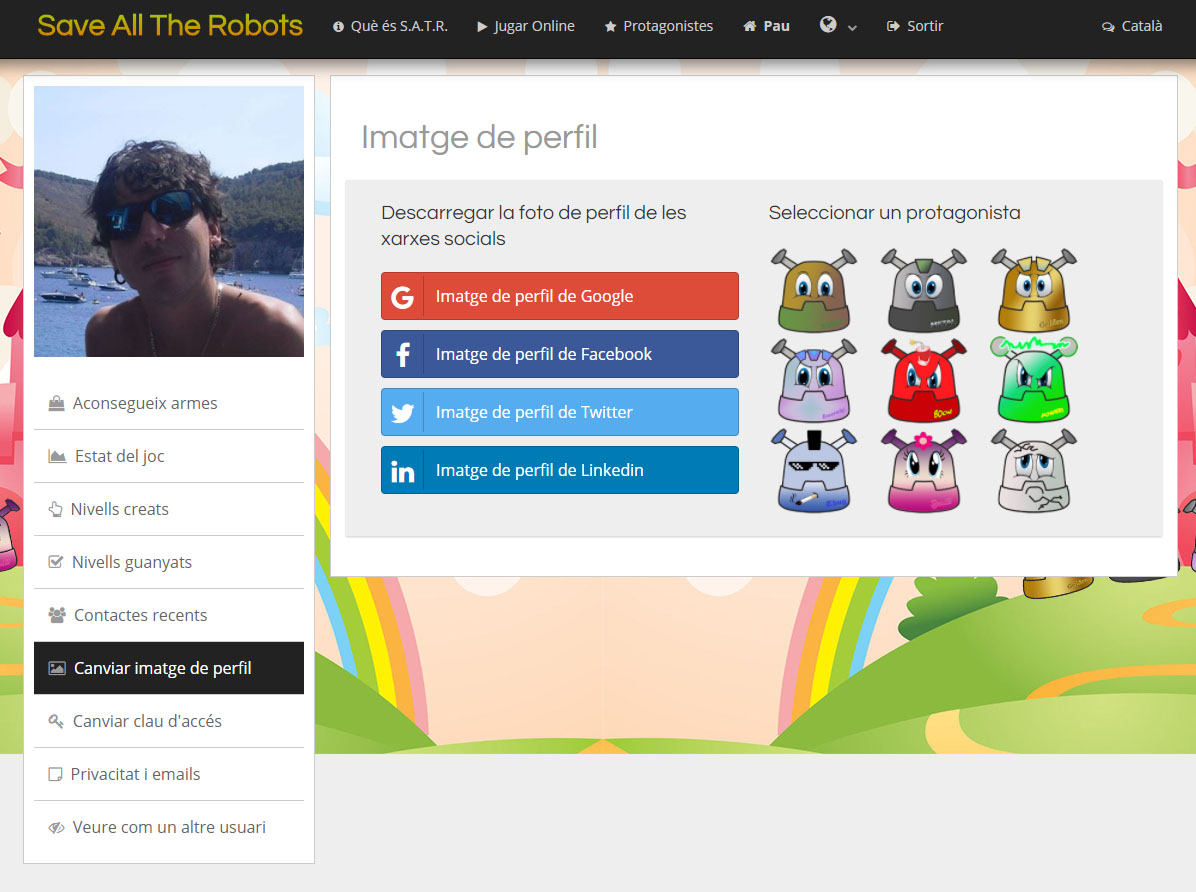 Save All The Robots
Què és S.A.T.R.
Jugar Online
Protagonistes
Pau
Sortir
Català
Imatge de perfil
Descarregar la foto de perfil de les
xarxes socials
Imatge de perfil de Google
Imatge de perfil de Facebook
Imatge de perfil de Twitter
Imatge de perfil de Linkedin
Seleccionar un protagonista
BOOM
Aconsegueix armes
Estat del joc
Nivells creats
Nivells guanyats
Contactes recents
Canviar imatge de perfil
Canviar clau d'accés
Privacitat i emails
Veure com un altre usuari